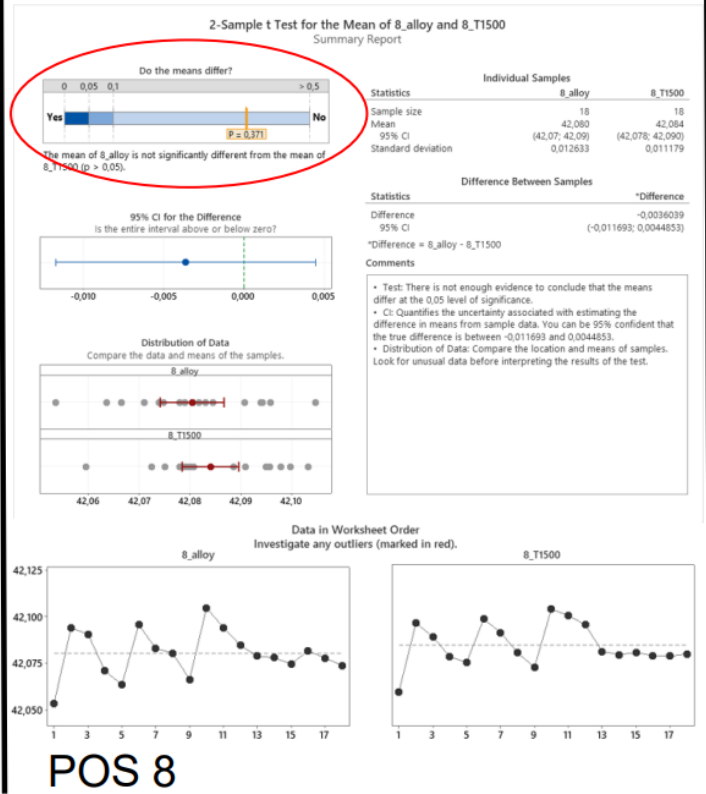 2-Sample t Test for the Mean of 8_alloy and 8_T1500
Summary Report
Do the means differ?
0 0,05 0,1 > 0,5
Yes No
P = 0,371
The mean of 8_alloy is not significantly different from the mean of
8_T1500 (p > 0,05).
Individual Samples
Statistics 8_alloy 8_T1500
Sample size 18 18
Mean 42,080 42,084
95% CI (42,07; 42,09) (42,078; 42,090)
Standard deviation 0,012633 0,011179
Difference Between Samples
Statistics *Difference
Difference -0,0036039
95% CI (-0,011693; 0,0044853)
*Difference = 8_alloy - 8_T1500
95% CI for the Difference
Is the entire interval above or below zero?
-0,010 -0,005 0,000 0,005
Comments
• Test: There is not enough evidence to conclude that the means
differ at the 0,05 level of significance.
• CI: Quantifies the uncertainty associated with estimating the
difference in means from sample data. You can be 95% confident that
the true difference is between -0,011693 and 0,0044853.
• Distribution of Data: Compare the location and means of samples.
Look for unusual data before interpreting the results of the test.
Distribution of Data
Compare the data and means of the samples.
8_alloy
8_T1500
42,06 42,07 42,08 42,09 42,10
Data in Worksheet Order
Investigate any outliers (marked in red).
8_alloy 8_T1500
42,125
42,100
42,075
42,050
1 3 5 7 9 11 13 15 17 1 3 5 7 9 11 13 15 17
POS 8